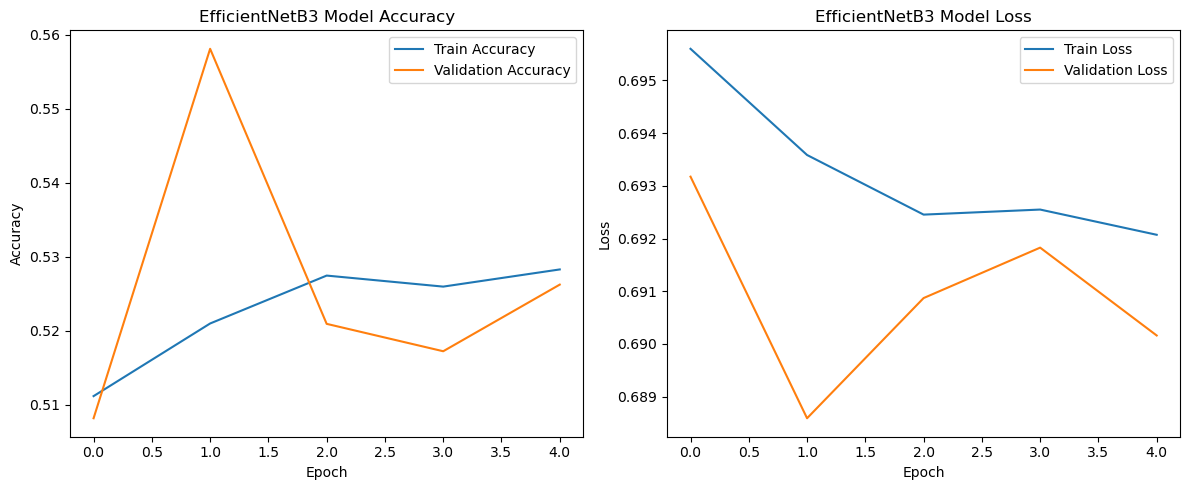 EfficientNetB3 Model Accuracy
Train Accuracy
Validation Accuracy
0.56
0.55
0.54
0.53
0.52
0.51
Accuracy
0.0 0.5 1.0 1.5 2.0 2.5 3.0 3.5 4.0
Epoch
EfficientNetB3 Model Loss
Train Loss
Validation Loss
0.695
0.694
0.693
0.692
0.691
0.690
0.689
Loss
0.0 0.5 1.0 1.5 2.0 2.5 3.0 3.5 4.0
Epoch